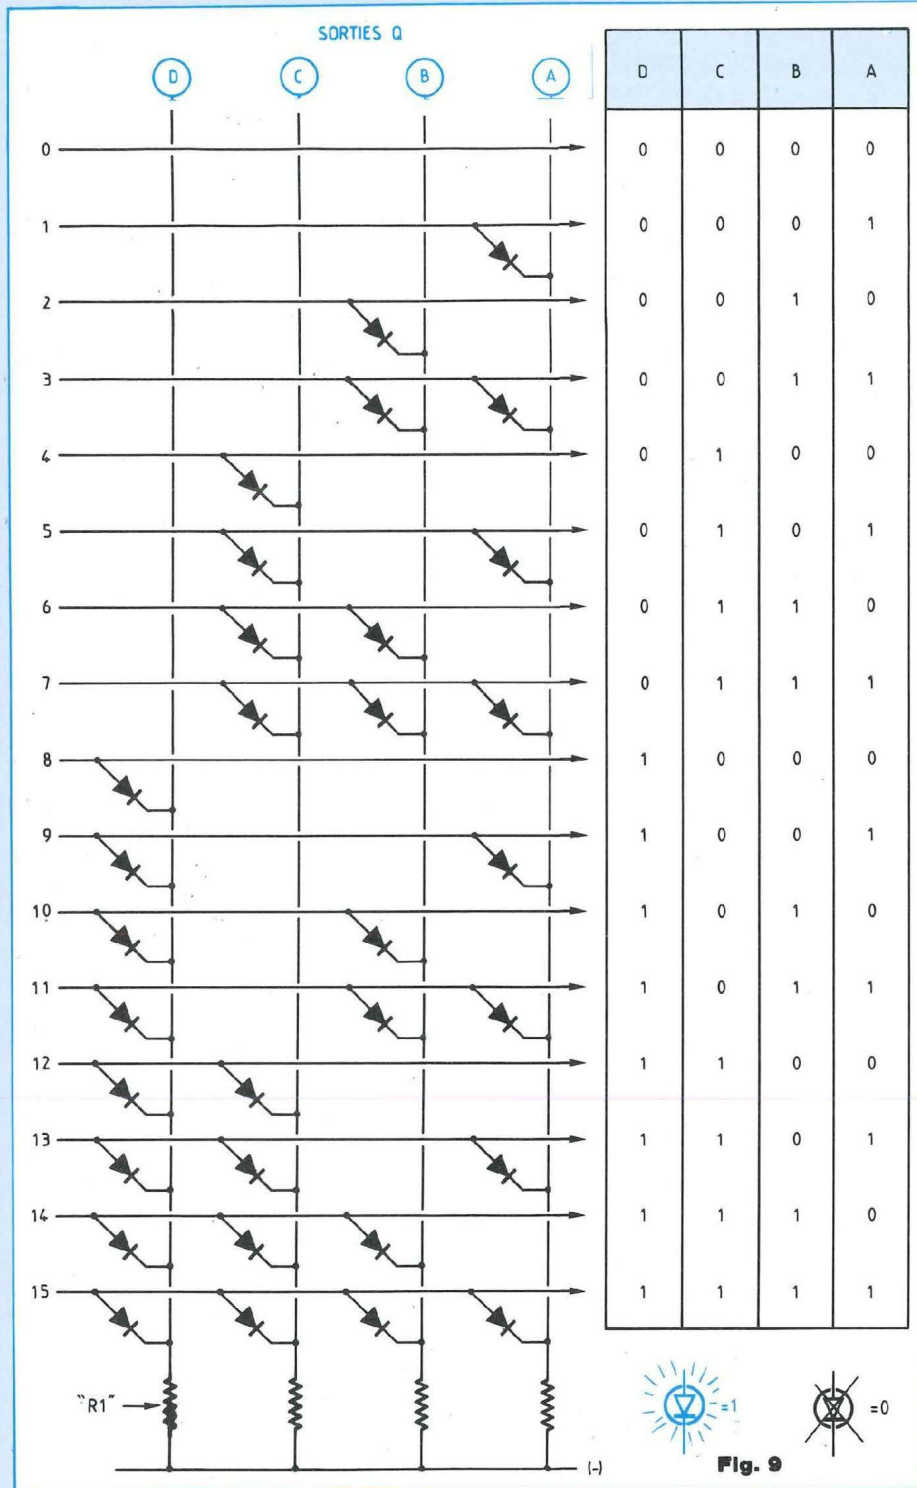 SORTIES Q
D C B A
D C B A
0 0 0 0 0
1 0 0 0 1
2 0 0 1 0
3 0 0 1 1
4 0 1 0 0
5 0 1 0 1
6 0 1 1 0
7 0 1 1 1
8 1 0 0 0
9 1 0 0 1
10 1 0 1 0
11 1 0 1 1
12 1 1 0 0
13 1 1 0 1
14 1 1 1 0
15 1 1 1 1
"R1"
=1
=0
(-)
Fig. 9